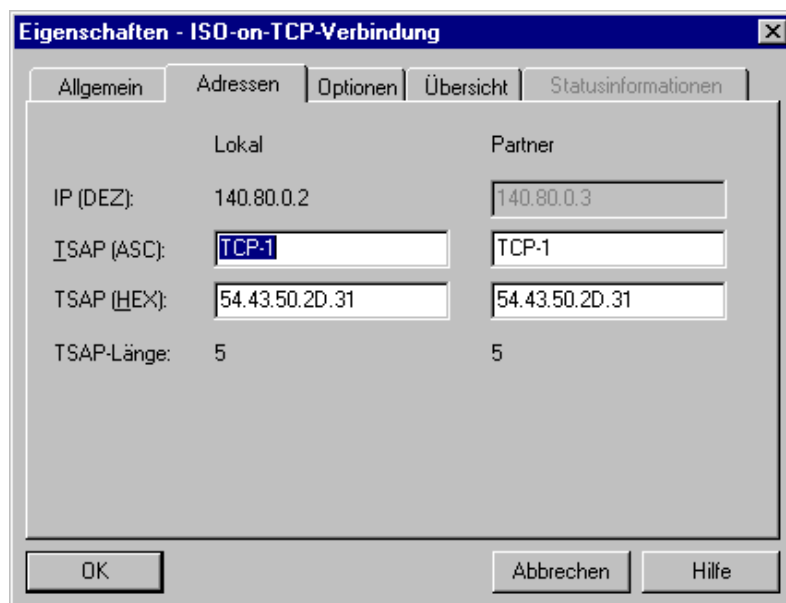 Eigenschaften - ISO-on-TCP-Verbindung
Allgemein Adressen Optionen Übersicht Statusinformationen
Lokal Partner
IP (DEZ): 140.80.0.2 140.80.0.3
TSAP (ASC): TCP-1 TCP-1
TSAP (HEX): 54.43.50.2D.31 54.43.50.2D.31
TSAP-Länge: 5 5
OK Abbrechen Hilfe